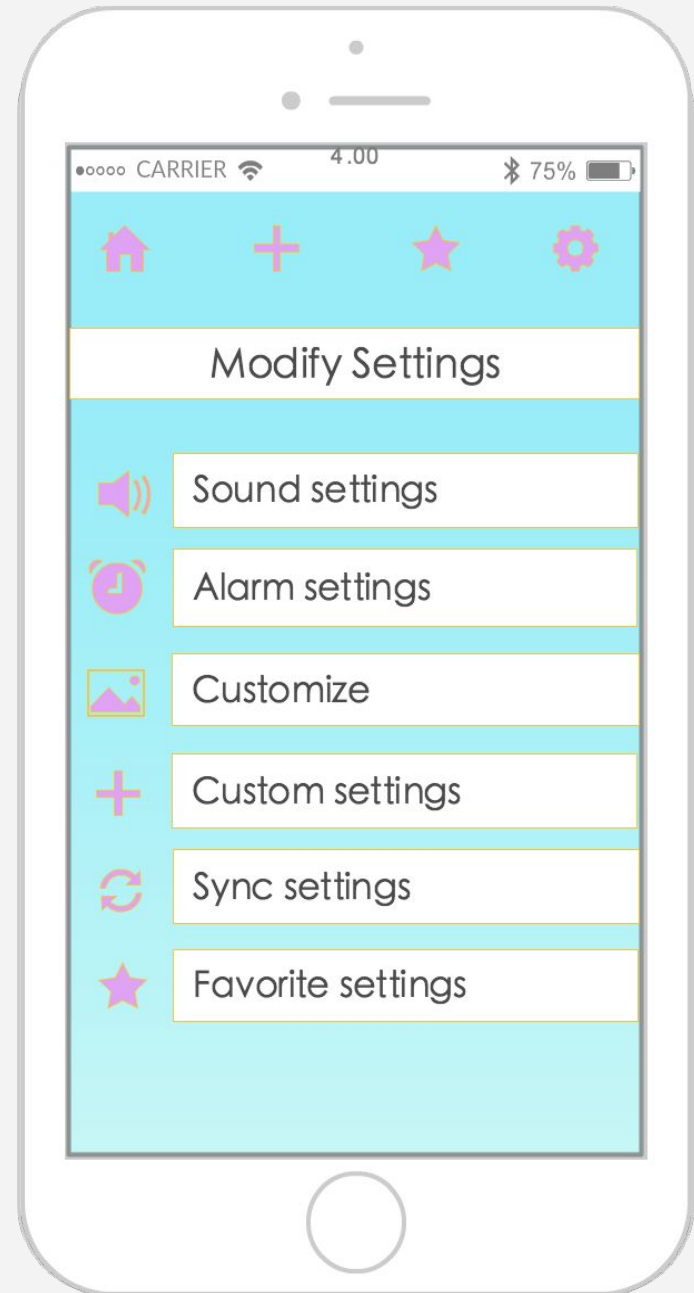 CARRIER 4.00 75%
Modify Settings
Sound settings
Alarm settings
Customize
Custom settings
Sync settings
Favorite settings